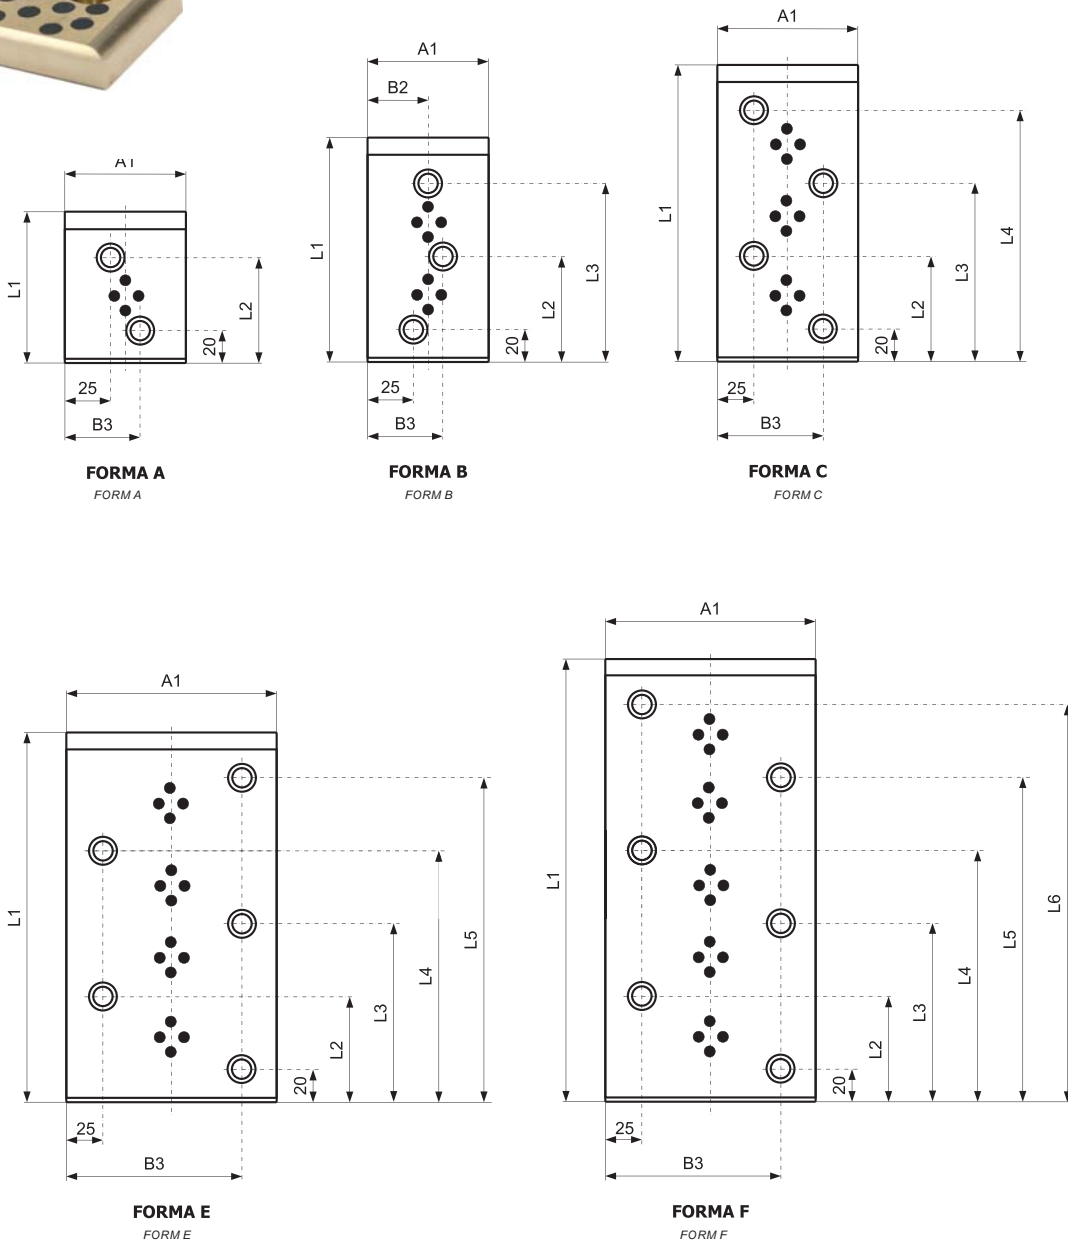 A1
L1
L2
20
25
B3
FORMA A
FORM A
A1
B2
L1
L3
L2
20
25
B3
FORMA B
FORM B
A1
L1
L4
L3
L2
20
25
B3
FORMA C
FORM C
A1
L1
L5
L4
L3
L2
20
25
B3
FORMA E
FORM E
A1
L1
L6
L5
L4
L3
L2
20
25
B3
FORMA F
FORM F